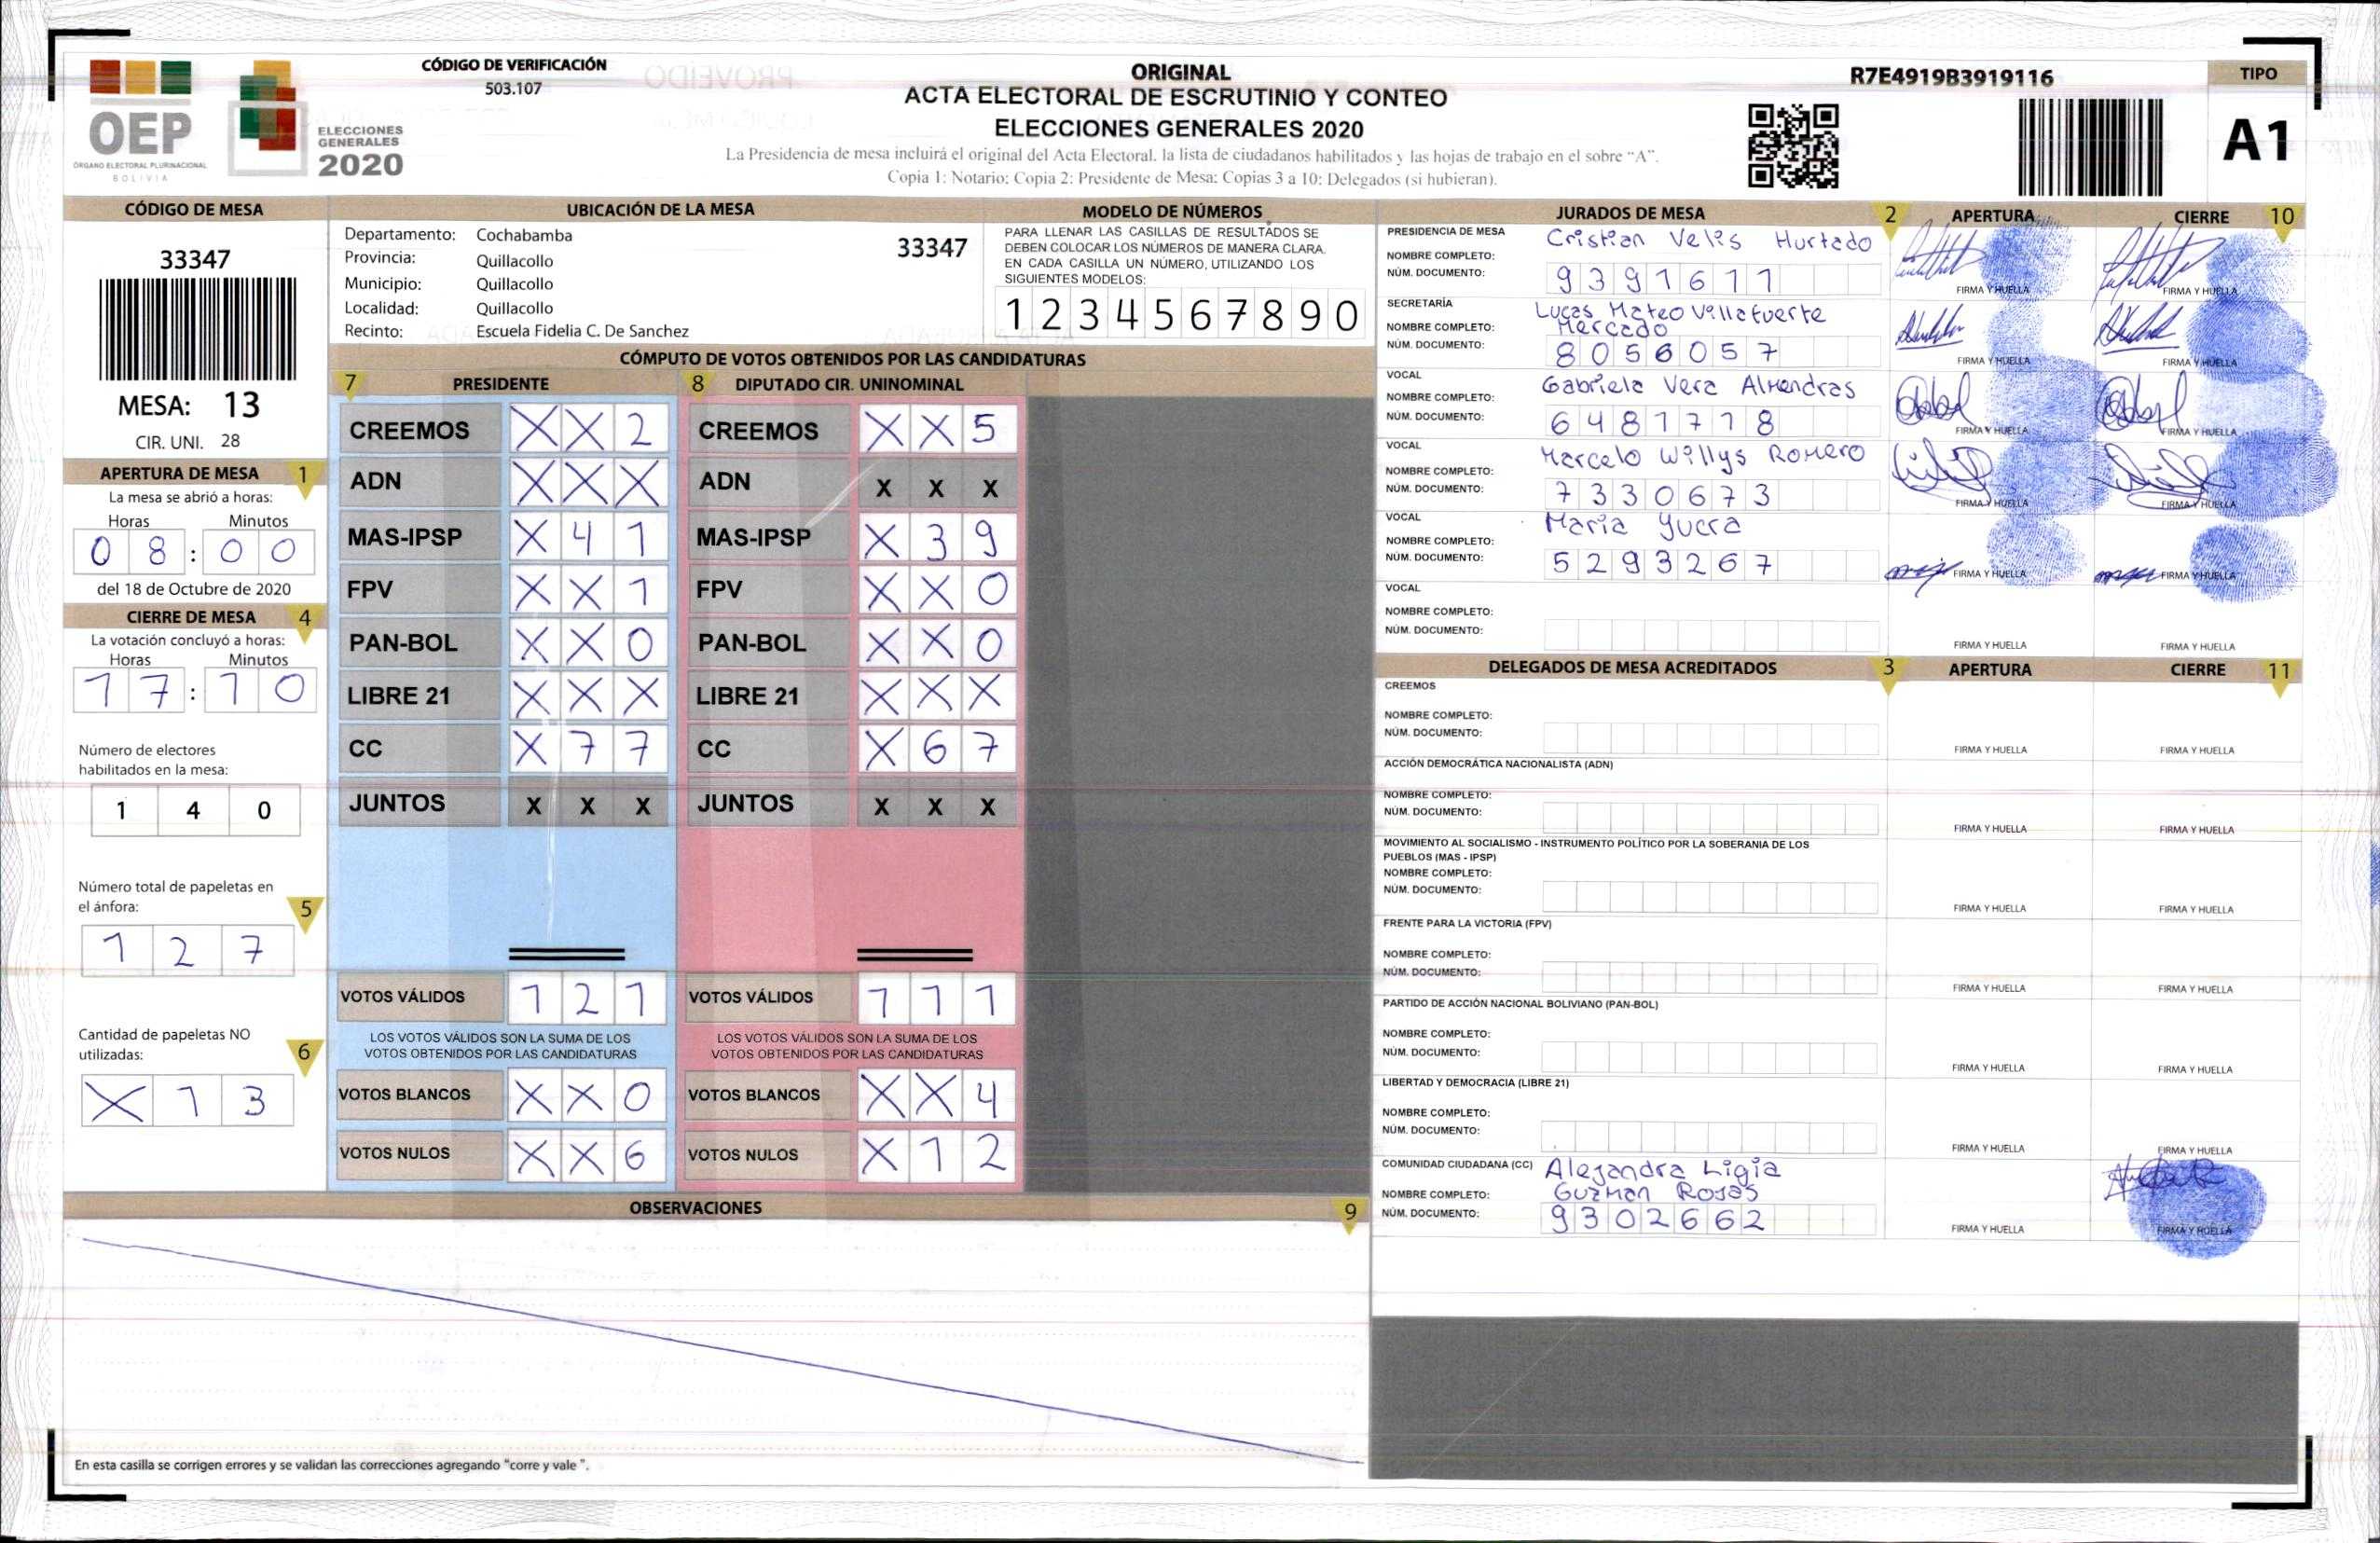 CÓDIGO DE VERIFICACIÓN
503.107
OEP
ÓRGANO ELECTORAL PLURINACIONAL
BOLIVIA
ELECCIONES
GENERALES
2020
ORIGINAL
ACTA ELECTORAL DE ESCRUTINIO Y CONTEO
ELECCIONES GENERALES 2020
La Presidencia de mesa incluirá el original del Acta Electoral. la lista de ciudadanos habilitados y las hojas de trabajo en el sobre “A”.
Copia 1: Notario; Copia 2: Presidente de Mesa; Copias 3 a 10: Delegados (si hubieran).
R7E4919B3919116
TIPO
A1
CÓDIGO DE MESA
33347
MESA: 13
CIR. UNI. 28
APERTURA DE MESA 1
La mesa se abrió a horas:
Horas Minutos
0 8 : 0 0
del 18 de Octubre de 2020
CIERRE DE MESA 4
La votación concluyó a horas:
Horas Minutos
1 7 : 1 0
Número de electores
habilitados en la mesa:
1 4 0
Número total de papeletas en
el ánfora: 5
1 2 7
Cantidad de papeletas NO
utilizadas: 6
X 1 3
UBICACIÓN DE LA MESA
Departamento: Cochabamba 33347
Provincia: Quillacollo
Municipio: Quillacollo
Localidad: Quillacollo
Recinto: Escuela Fidelia C. De Sanchez
MODELO DE NÚMEROS
PARA LLENAR LAS CASILLAS DE RESULTADOS SE
DEBEN COLOCAR LOS NÚMEROS DE MANERA CLARA.
EN CADA CASILLA UN NÚMERO, UTILIZANDO LOS
SIGUIENTES MODELOS:
1 2 3 4 5 6 7 8 9 0
CÓMPUTO DE VOTOS OBTENIDOS POR LAS CANDIDATURAS
7 PRESIDENTE 8 DIPUTADO CIR. UNINOMINAL
CREEMOS X X 2 CREEMOS X X 5
ADN X X X ADN X X X
MAS-IPSP X 4 1 MAS-IPSP X 3 9
FPV X X 1 FPV X X 0
PAN-BOL X X 0 PAN-BOL X X 0
LIBRE 21 X X X LIBRE 21 X X X
CC X 7 7 CC X 6 7
JUNTOS X X X JUNTOS X X X
VOTOS VÁLIDOS 1 2 1 VOTOS VÁLIDOS 1 1 1
LOS VOTOS VÁLIDOS SON LA SUMA DE LOS LOS VOTOS VÁLIDOS SON LA SUMA DE LOS
VOTOS OBTENIDOS POR LAS CANDIDATURAS VOTOS OBTENIDOS POR LAS CANDIDATURAS
VOTOS BLANCOS X X 0 VOTOS BLANCOS X X 4
VOTOS NULOS X X 6 VOTOS NULOS X 1 2
OBSERVACIONES 9
En esta casilla se corrigen errores y se validan las correcciones agregando “corre y vale ”.
JURADOS DE MESA 2 APERTURA CIERRE 10
PRESIDENCIA DE MESA Cristian Velis Hurtado
NOMBRE COMPLETO:
NÚM. DOCUMENTO: 9 3 9 1 6 1 1 FIRMA Y HUELLA FIRMA Y HUELLA
SECRETARÍA Lucas Mateo Villafuerte
NOMBRE COMPLETO: Mercado
NÚM. DOCUMENTO: 8 0 5 6 0 5 7 FIRMA Y HUELLA FIRMA Y HUELLA
VOCAL Gabriela Vera Almendras
NOMBRE COMPLETO:
NÚM. DOCUMENTO: 6 4 8 1 7 1 8 FIRMA Y HUELLA FIRMA Y HUELLA
VOCAL Marcelo Willys Romero
NOMBRE COMPLETO:
NÚM. DOCUMENTO: 7 3 3 0 6 7 3 FIRMA Y HUELLA FIRMA Y HUELLA
VOCAL Maria Yucra
NOMBRE COMPLETO:
NÚM. DOCUMENTO: 5 2 9 3 2 6 7 FIRMA Y HUELLA FIRMA Y HUELLA
VOCAL
NOMBRE COMPLETO:
NÚM. DOCUMENTO: FIRMA Y HUELLA FIRMA Y HUELLA
DELEGADOS DE MESA ACREDITADOS 3 APERTURA CIERRE 11
CREEMOS
NOMBRE COMPLETO:
NÚM. DOCUMENTO: FIRMA Y HUELLA FIRMA Y HUELLA
ACCIÓN DEMOCRÁTICA NACIONALISTA (ADN)
NOMBRE COMPLETO:
NÚM. DOCUMENTO: FIRMA Y HUELLA FIRMA Y HUELLA
MOVIMIENTO AL SOCIALISMO - INSTRUMENTO POLÍTICO POR LA SOBERANIA DE LOS
PUEBLOS (MAS - IPSP)
NOMBRE COMPLETO:
NÚM. DOCUMENTO: FIRMA Y HUELLA FIRMA Y HUELLA
FRENTE PARA LA VICTORIA (FPV)
NOMBRE COMPLETO:
NÚM. DOCUMENTO: FIRMA Y HUELLA FIRMA Y HUELLA
PARTIDO DE ACCIÓN NACIONAL BOLIVIANO (PAN-BOL)
NOMBRE COMPLETO:
NÚM. DOCUMENTO: FIRMA Y HUELLA FIRMA Y HUELLA
LIBERTAD Y DEMOCRACIA (LIBRE 21)
NOMBRE COMPLETO:
NÚM. DOCUMENTO: FIRMA Y HUELLA FIRMA Y HUELLA
COMUNIDAD CIUDADANA (CC) Alejandra Ligia
NOMBRE COMPLETO: Guzman Rojas
NÚM. DOCUMENTO: 9 3 0 2 6 6 2 FIRMA Y HUELLA FIRMA Y HUELLA